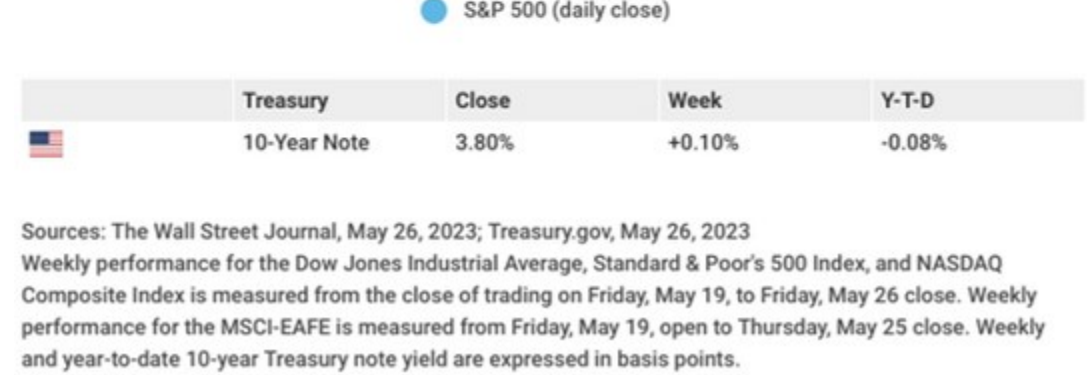 S&P 500 (daily close)
Treasury Close Week Y-T-D
10-Year Note 3.80% +0.10% -0.08%
Sources: The Wall Street Journal, May 26, 2023; Treasury.gov, May 26, 2023
Weekly performance for the Dow Jones Industrial Average, Standard & Poor's 500 Index, and NASDAQ
Composite Index is measured from the close of trading on Friday, May 19, to Friday, May 26 close. Weekly
performance for the MSCI-EAFE is measured from Friday, May 19, open to Thursday, May 25 close. Weekly
and year-to-date 10-year Treasury note yield are expressed in basis points.